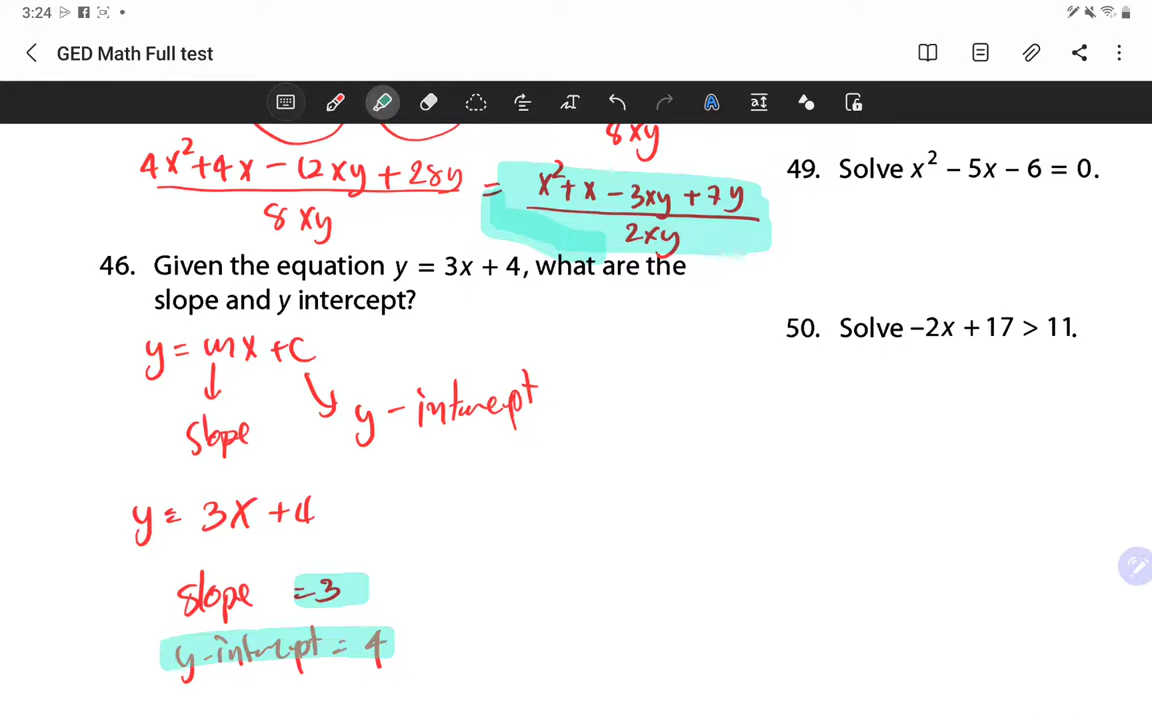 3:24
GED Math Full test
8xy
4x²+4x - 12xy + 28y / 8xy = x²+x - 3xy + 7y / 2xy
46. Given the equation y = 3x + 4, what are the
slope and y intercept?
y = mx + c
slope
y - intercept
y = 3x + 4
slope = 3
y-intercept = 4
49. Solve x² – 5x – 6 = 0.
50. Solve –2x + 17 > 11.